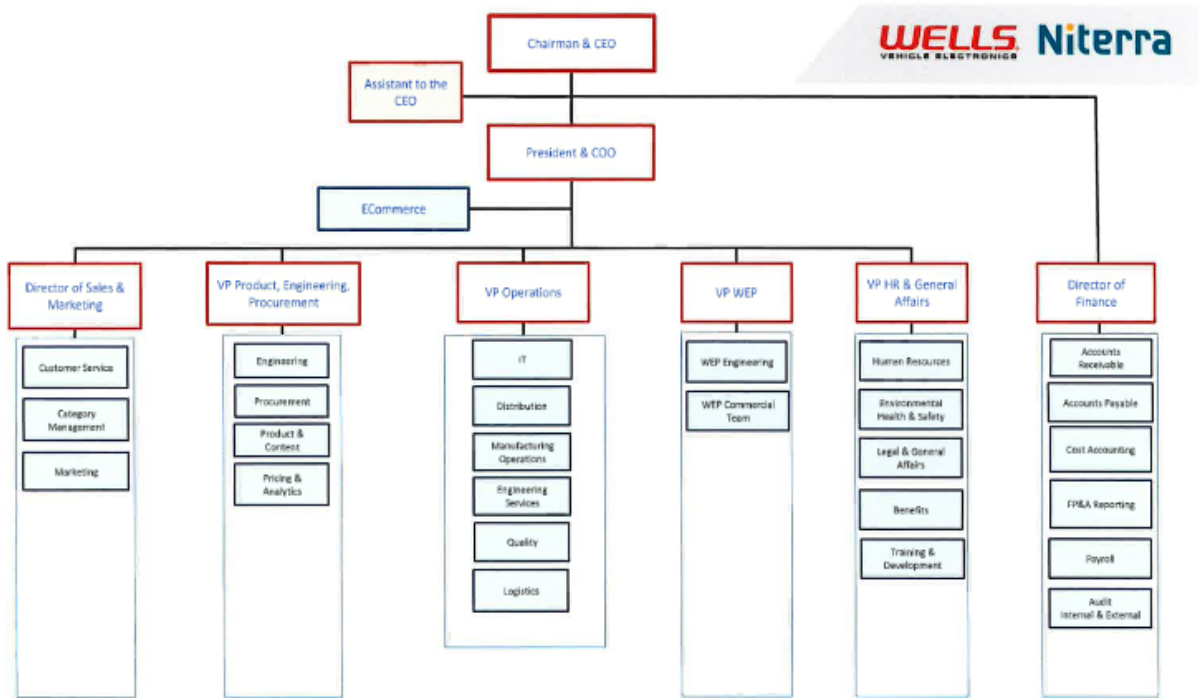 WELLS
VEHICLE ELECTRONICS
Niterra
Chairman & CEO
Assistant to the
CEO
President & COO
ECommerce
Director of Sales &
Marketing
VP Product, Engineering,
Procurement
VP Operations
VP WEP
VP HR & General
Affairs
Director of
Finance
Customer Service
Category
Management
Marketing
Engineering
Procurement
Product &
Content
Pricing &
Analytics
IT
Distribution
Manufacturing
Operations
Engineering
Services
Quality
Logistics
WEP Engineering
WEP Commercial
Team
Human Resources
Environmental
Health & Safety
Legal & General
Affairs
Benefits
Training &
Development
Accounts
Receivable
Accounts Payable
Cost Accounting
FP&A Reporting
Payroll
Audit
Internal & External